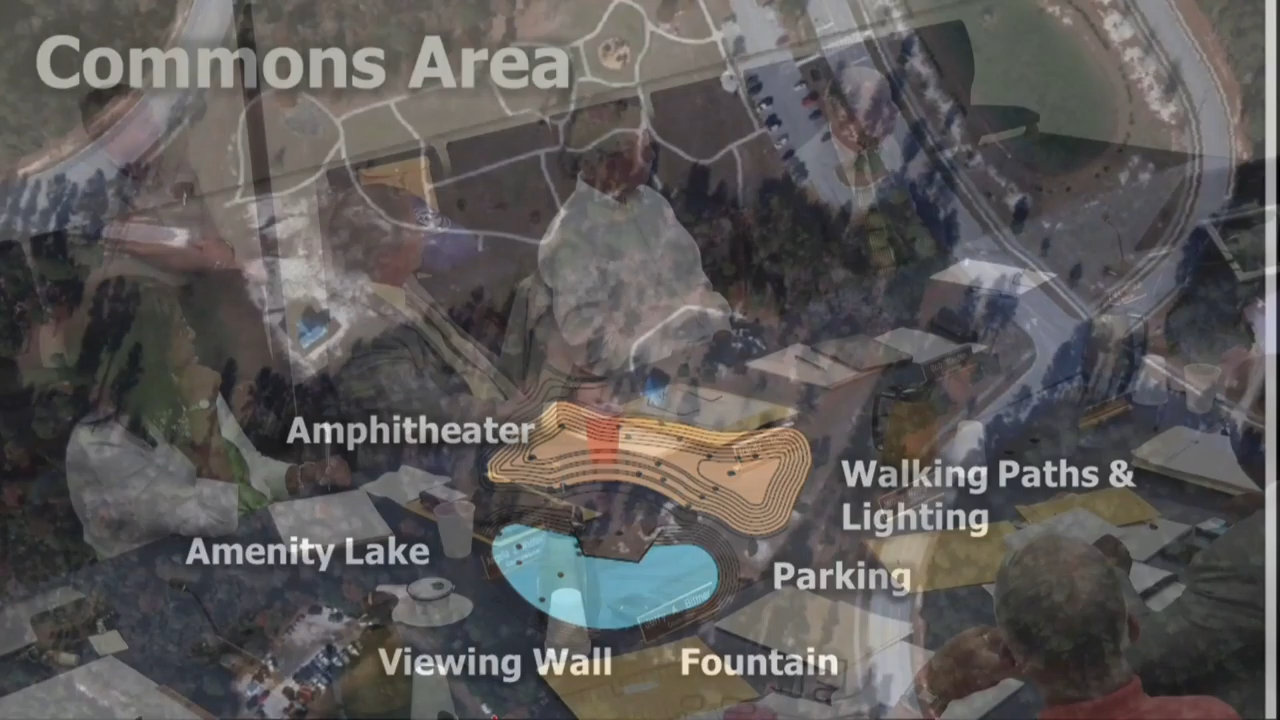 Commons Area
Amphitheater
Walking Paths &
Lighting
Amenity Lake
Parking
Viewing Wall
Fountain